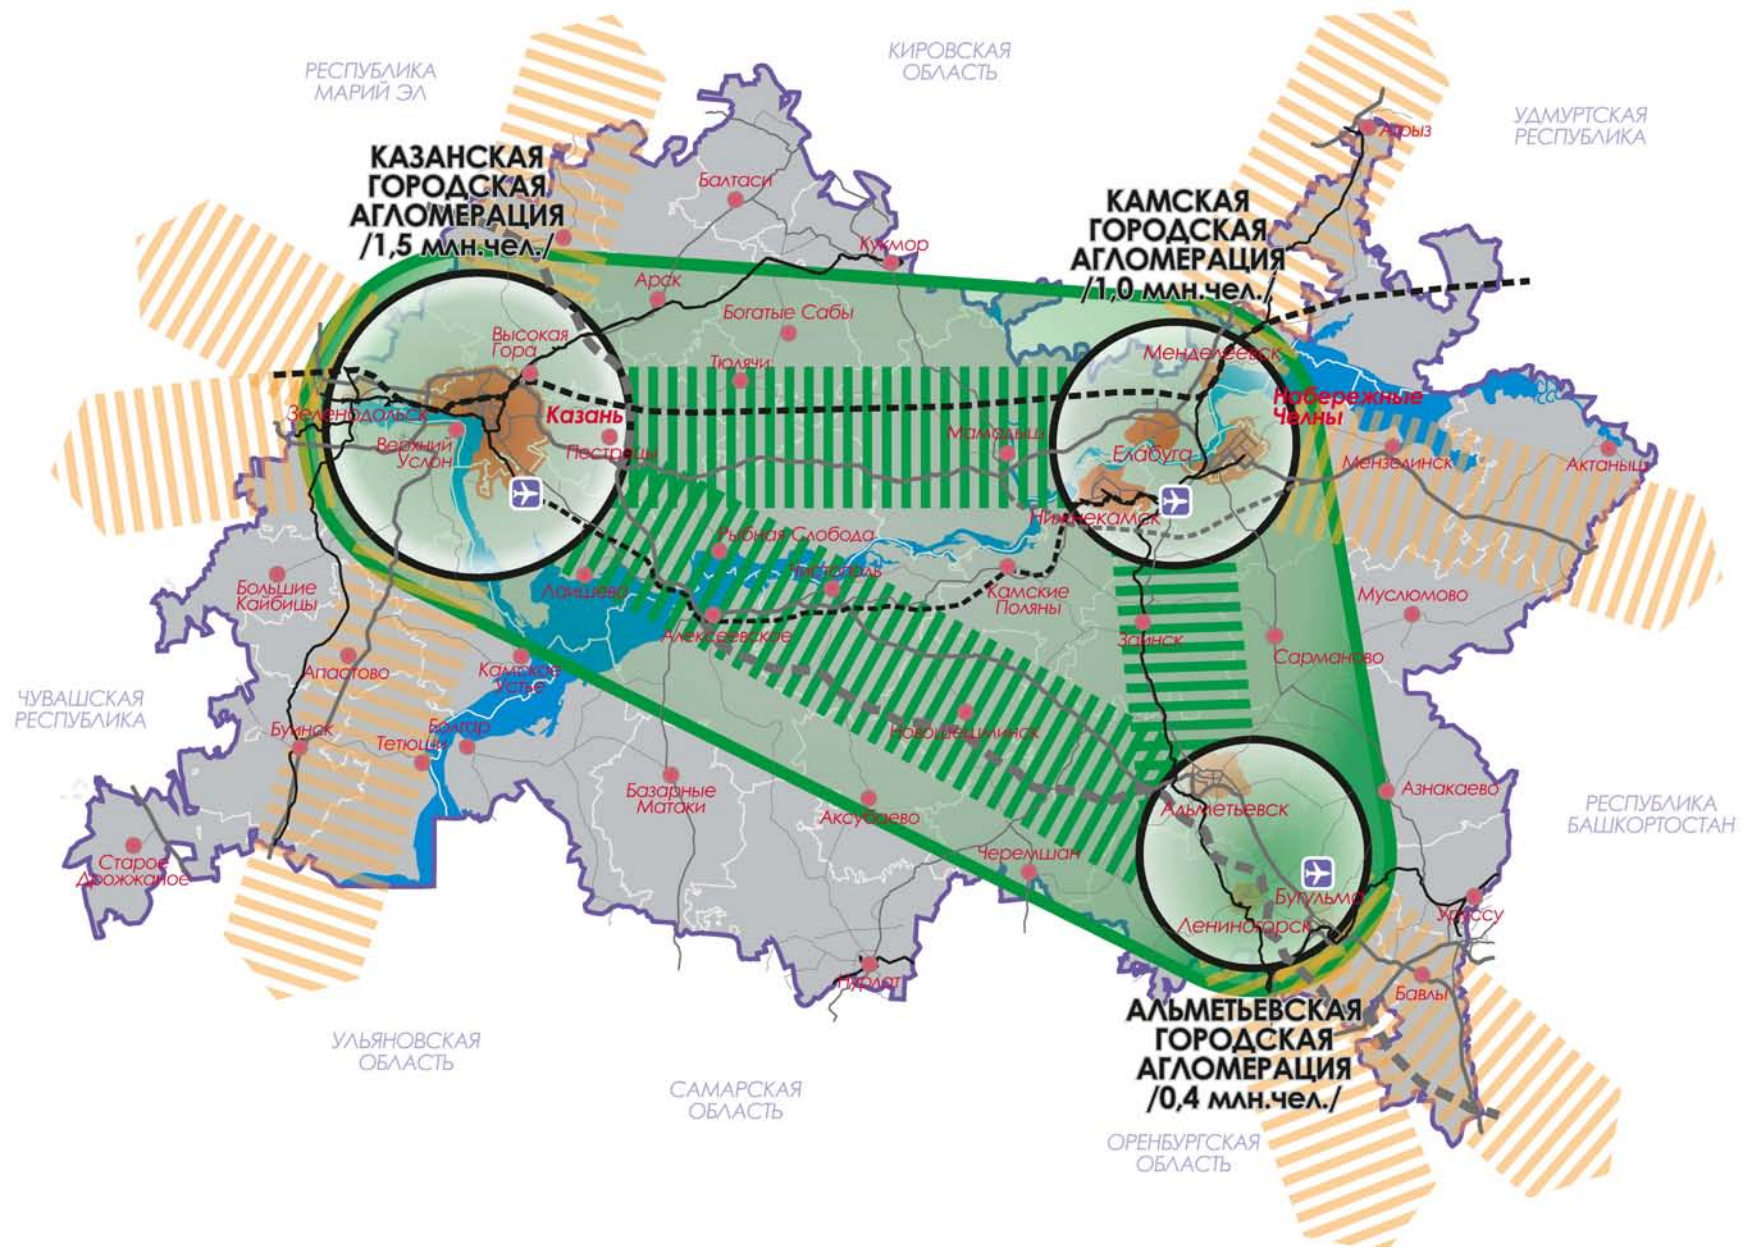 КИРОВСКАЯ
ОБЛАСТЬ
РЕСПУБЛИКА
МАРИЙ ЭЛ
УДМУРТСКАЯ
РЕСПУБЛИКА
Агрыз
КАЗАНСКАЯ
ГОРОДСКАЯ
АГЛОМЕРАЦИЯ
/1,5 млн.чел./
Балтаси
КАМСКАЯ
ГОРОДСКАЯ
АГЛОМЕРАЦИЯ
/1,0 млн.чел./
Кукмор
Арск
Богатые Сабы
Высокая
Гора
Тюлячи
Менделеевск
Набережные
Челны
Зеленодольск
Казань
Верхний
Услон
Пестрецы
Мамадыш
Елабуга
Мензелинск
Актаныш
Нижнекамск
Рыбная Слобода
Чистополь
Большие
Кайбицы
Лаишево
Камские
Поляны
Муслюмово
Алексеевское
Заинск
Сарманово
Апастово
Камское
Устье
ЧУВАШСКАЯ
РЕСПУБЛИКА
Буинск
Тетюши
Болгар
Новошешминск
Базарные
Матаки
Аксубаево
Альметьевск
Азнакаево
РЕСПУБЛИКА
БАШКОРТОСТАН
Старое
Дрожжаное
Черемшан
Бугульма
Лениногорск
Уруссу
Нурлат
Бавлы
АЛЬМЕТЬЕВСКАЯ
ГОРОДСКАЯ
АГЛОМЕРАЦИЯ
/0,4 млн.чел./
УЛЬЯНОВСКАЯ
ОБЛАСТЬ
САМАРСКАЯ
ОБЛАСТЬ
ОРЕНБУРГСКАЯ
ОБЛАСТЬ